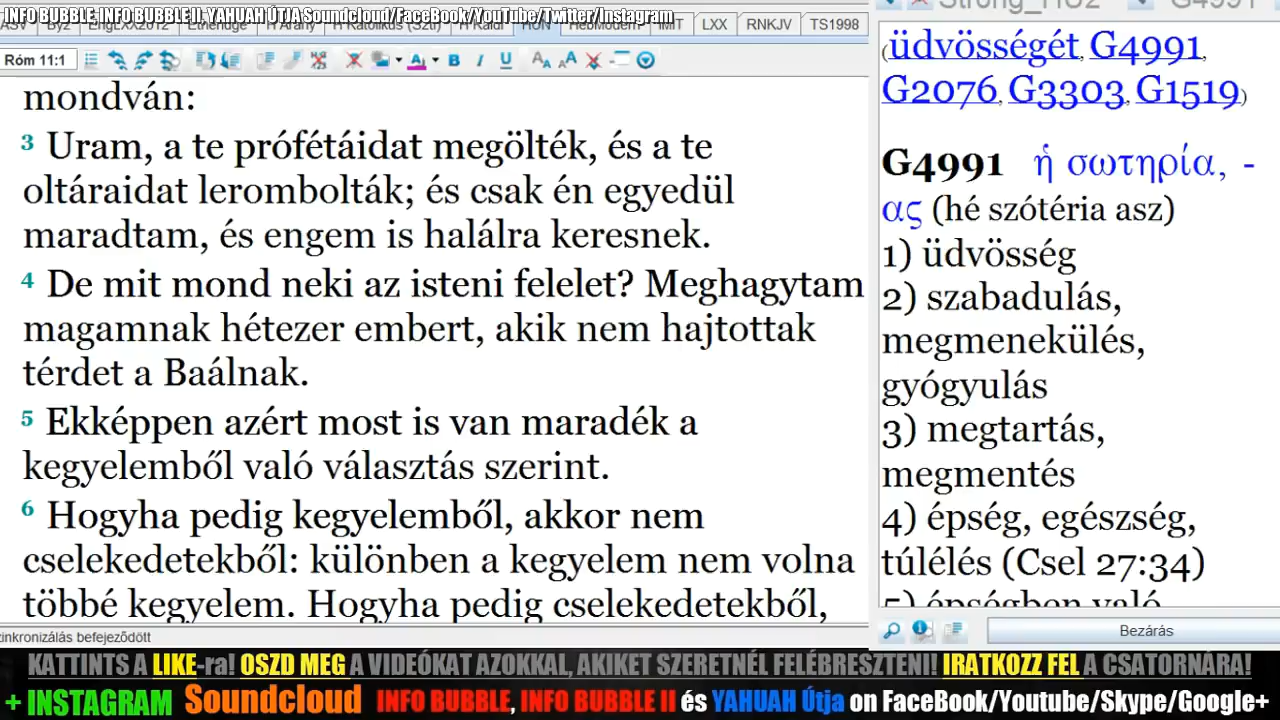 INFO BUBBLE, INFO BUBBLE II, YAHUAH ÚTJA Soundcloud/FaceBook/YouTube/Twitter/Instagram
Byz EngLXX2012 Etheridge H Arany H Katolikus (SzIt) H Káldi HUN HebModern IMIT LXX RNKJV TS1998
Strong_HU2 G4991
Róm 11:1
mondván:
3 Uram, a te prófétáidat megölték, és a te
oltáraidat lerombolták; és csak én egyedül
maradtam, és engem is halálra keresnek.
4 De mit mond neki az isteni felelet? Meghagytam
magamnak hétezer embert, akik nem hajtottak
térdet a Baálnak.
5 Ekképpen azért most is van maradék a
kegyelemből való választás szerint.
6 Hogyha pedig kegyelemből, akkor nem
cselekedetekből: különben a kegyelem nem volna
többé kegyelem. Hogyha pedig cselekedetekből,
zinkronizálás befejeződött
(üdvösségét, G4991,
G2076, G3303, G1519)
G4991 ἡ σωτηρία, -
ας (hé szótéria asz)
1) üdvösség
2) szabadulás,
megmenekülés,
gyógyulás
3) megtartás,
megmentés
4) épség, egészség,
túlélés (Csel 27:34)
5) épségben való
Bezárás
KATTINTS A LIKE-ra! OSZD MEG A VIDEÓKAT AZOKKAL, AKIKET SZERETNÉL FELÉBRESZTENI! IRATKOZZ FEL A CSATORNÁRA!
+ INSTAGRAM Soundcloud INFO BUBBLE, INFO BUBBLE II és YAHUAH Útja on FaceBook/Youtube/Skype/Google+